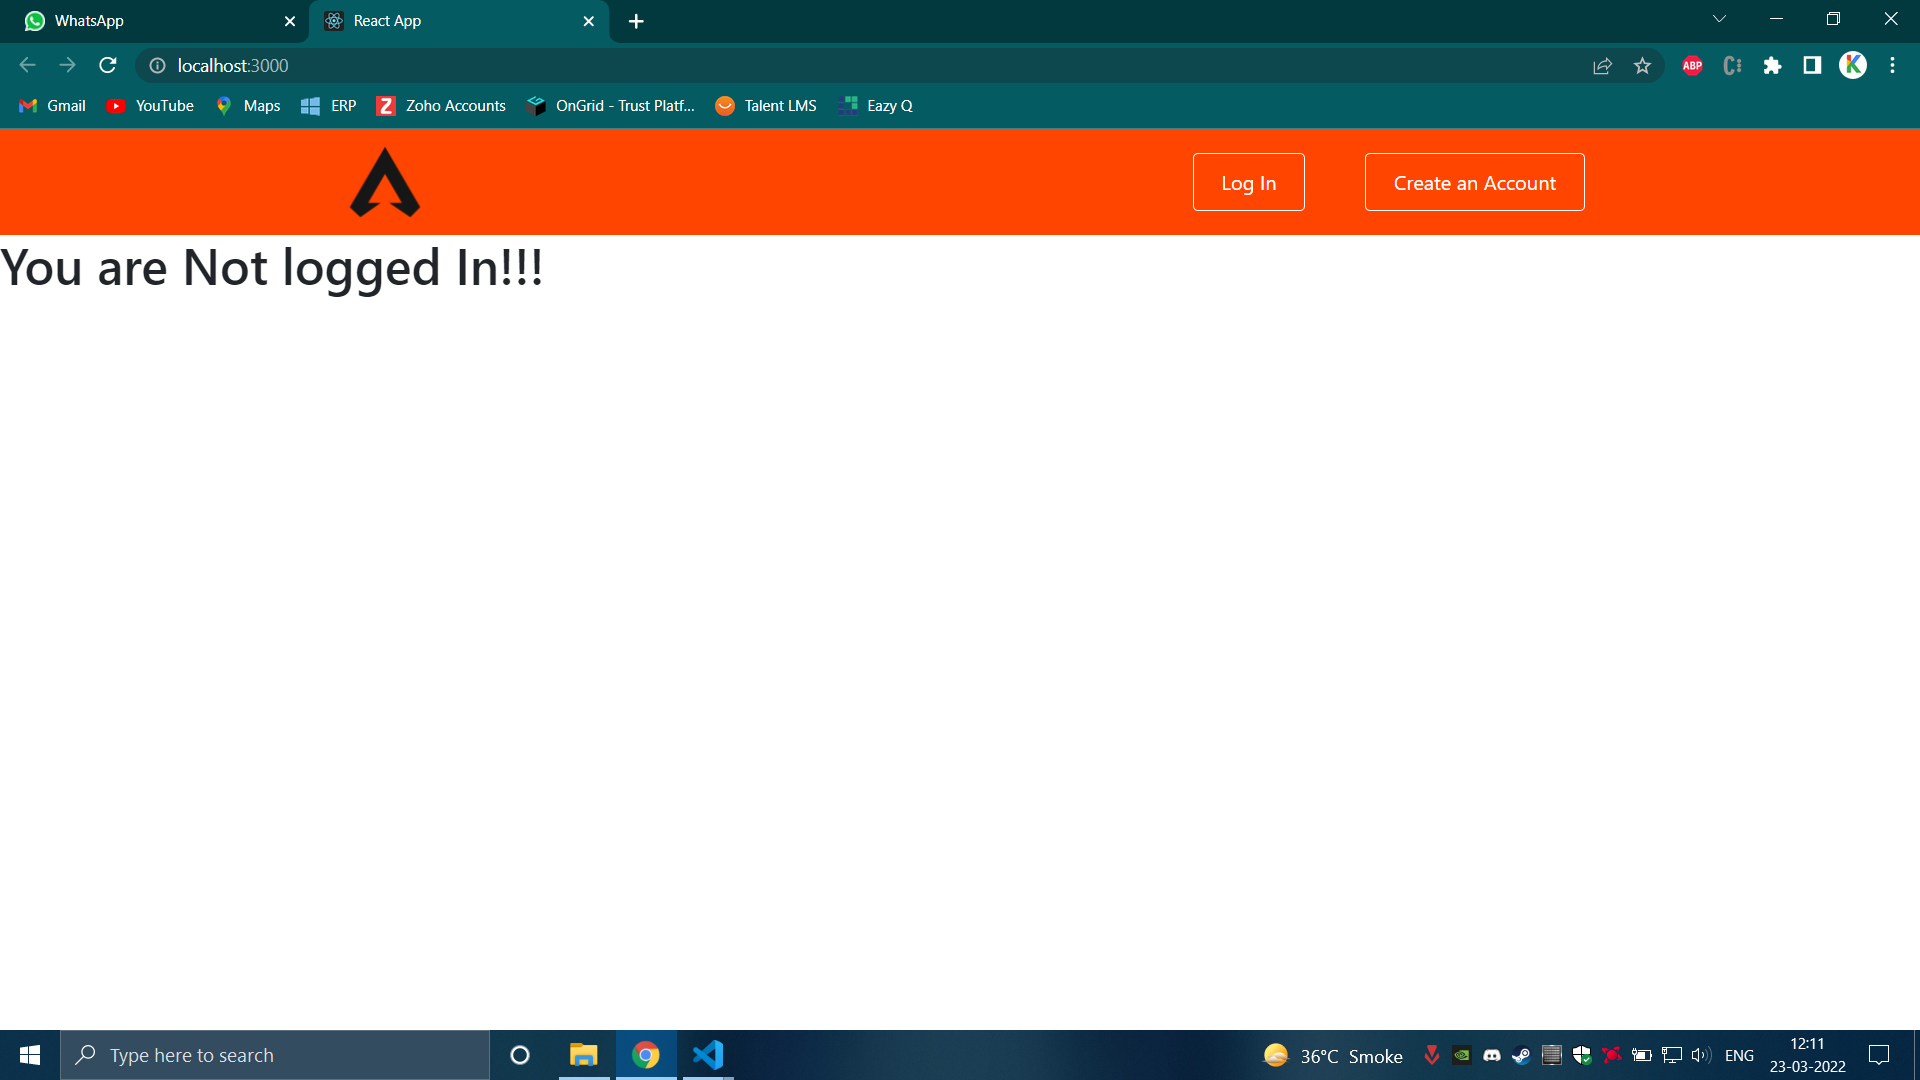 WhatsApp
React App
localhost:3000
ABP
K
Gmail
YouTube
Maps
ERP
Z
Zoho Accounts
OnGrid - Trust Platf...
Talent LMS
Eazy Q
Log In
Create an Account
You are Not logged In!!!
Type here to search
36°C Smoke
ENG
12:11
23-03-2022